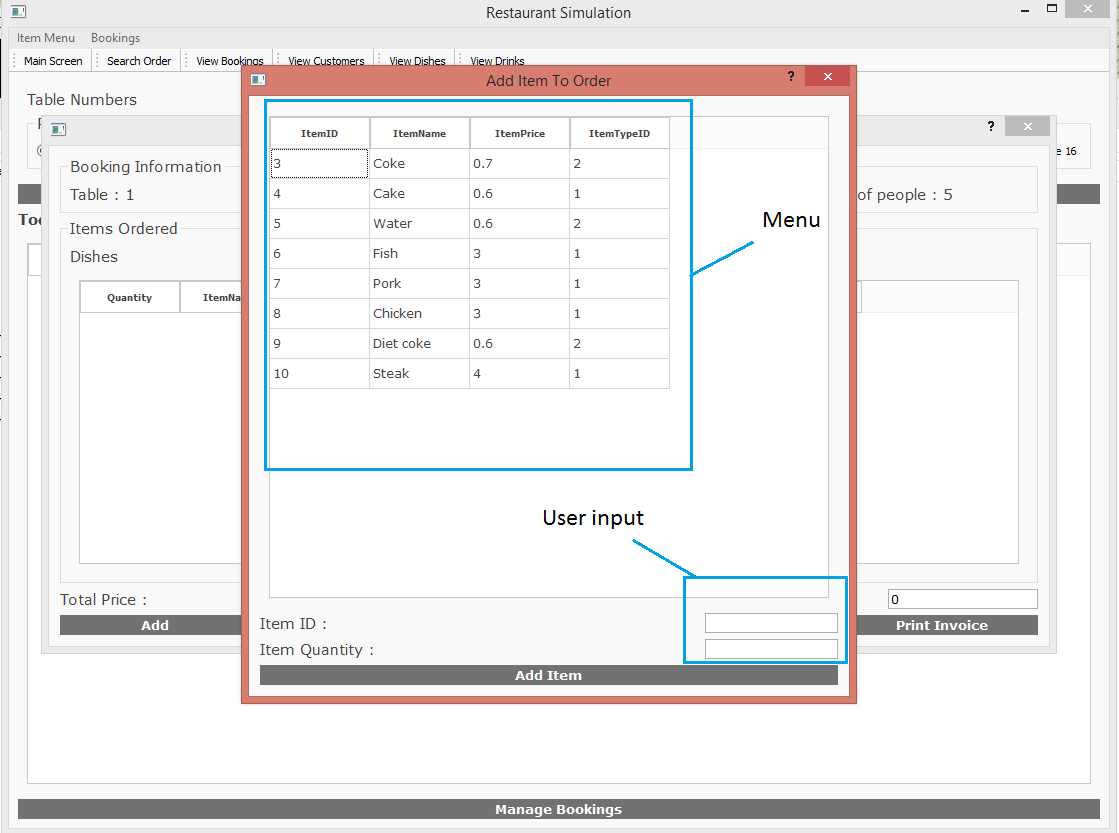 Restaurant Simulation
Item Menu Bookings
Main Screen Search Order View Bookings View Customers View Dishes View Drinks
Add Item To Order ?
Table Numbers
?
ItemID ItemName ItemPrice ItemTypeID
3 Coke 0.7 2
Booking Information
16
4 Cake 0.6 1
Table : 1
of people : 5
5 Water 0.6 2
Menu
Items Ordered
6 Fish 3 1
Dishes
7 Pork 3 1
Quantity
8 Chicken 3 1
9 Diet coke 0.6 2
10 Steak 4 1
User input
Total Price :
0
Item ID :
Add
Print Invoice
Item Quantity :
Add Item
Manage Bookings